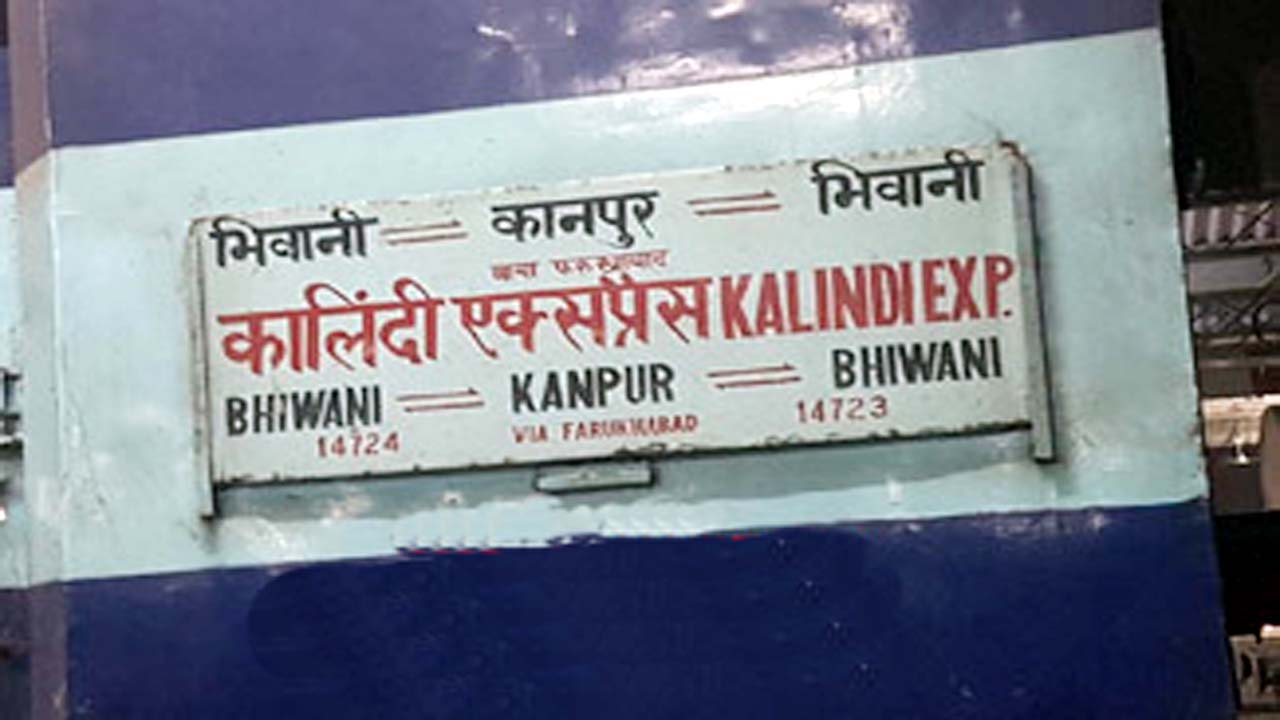 भिवानी ⇌ कानपुर ⇌ भिवानी
वाया फरुखाबाद
कालिंदी एक्सप्रेस KALINDI EXP.
BHIWANI ⇌ KANPUR ⇌ BHIWANI
14724 VIA FARUKHABAD 14723